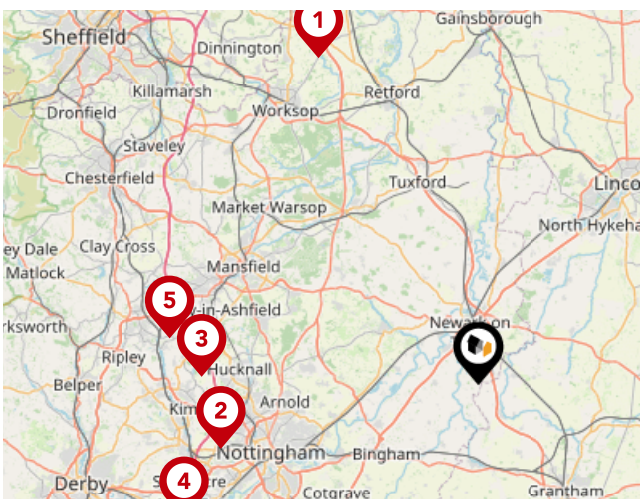 1
Gainsborough
Sheffield
Dinnington
Killamarsh
Retford
Worksop
Dronfield
Staveley
Chesterfield
Tuxford
Linco
Market Warsop
North Hykeha
ey Dale
Clay Cross
Matlock
Mansfield
5
y-in-Ashfield
rksworth
Newark on
3
Ripley
Hucknall
Belper
Kim
2
Arnold
Nottingham
Bingham
4
Derby
S
tre
Cotgrave
Grantham